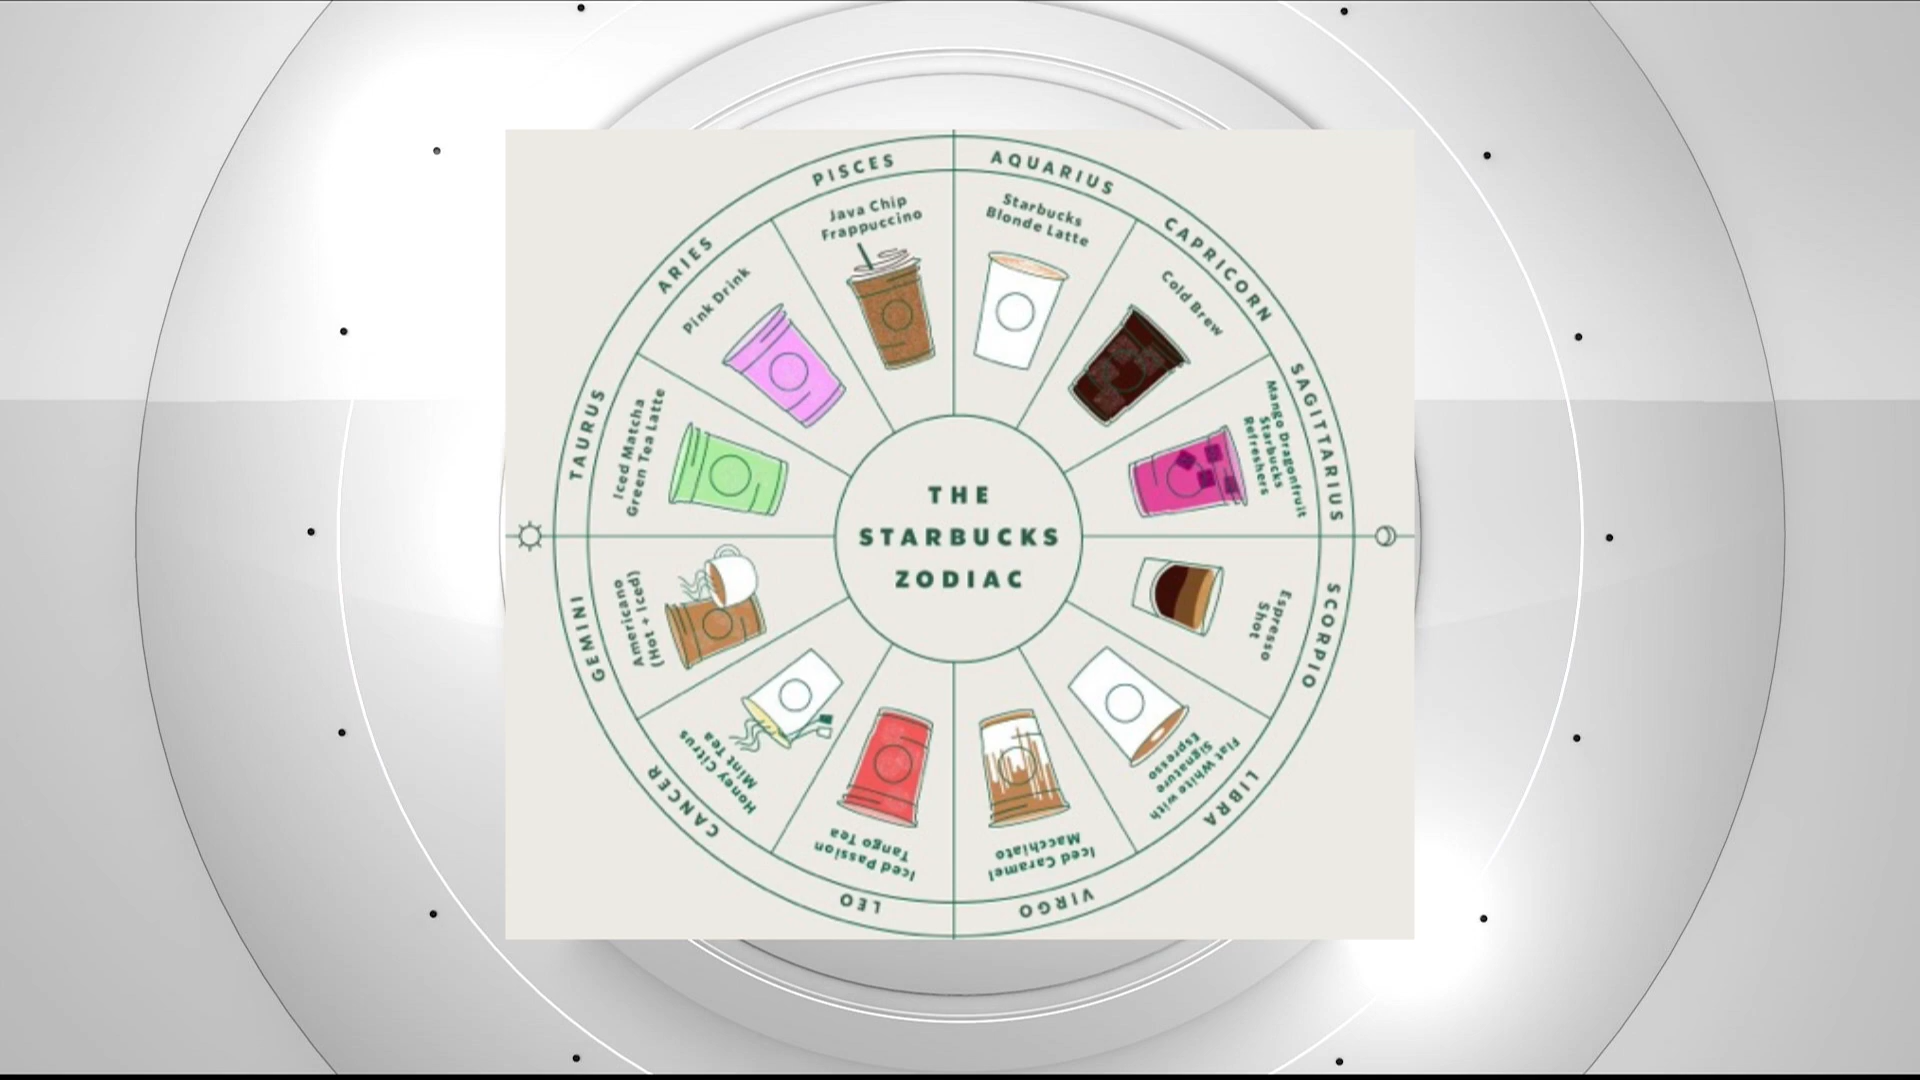 PISCES
Java Chip
Frappuccino
AQUARIUS
Starbucks
Blonde Latte
CAPRICORN
Cold Brew
SAGITTARIUS
Mango Dragonfruit
Starbucks
Refreshers
SCORPIO
Espresso
Shot
LIBRA
Flat White with
Signature
Espresso
VIRGO
Iced Caramel
Macchiato
LEO
Iced Passion
Tango Tea
CANCER
Honey Citrus
Mint Tea
GEMINI
Americano
(Hot + Iced)
TAURUS
Iced Matcha
Green Tea Latte
ARIES
Pink Drink
THE
STARBUCKS
ZODIAC